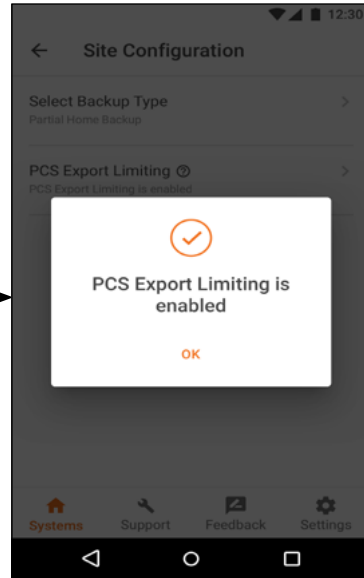 12:30
Site Configuration
Select Backup Type
Partial Home Backup
PCS Export Limiting
PCS Export Limiting is enabled
PCS Export Limiting is
enabled
OK
Systems
Support
Feedback
Settings